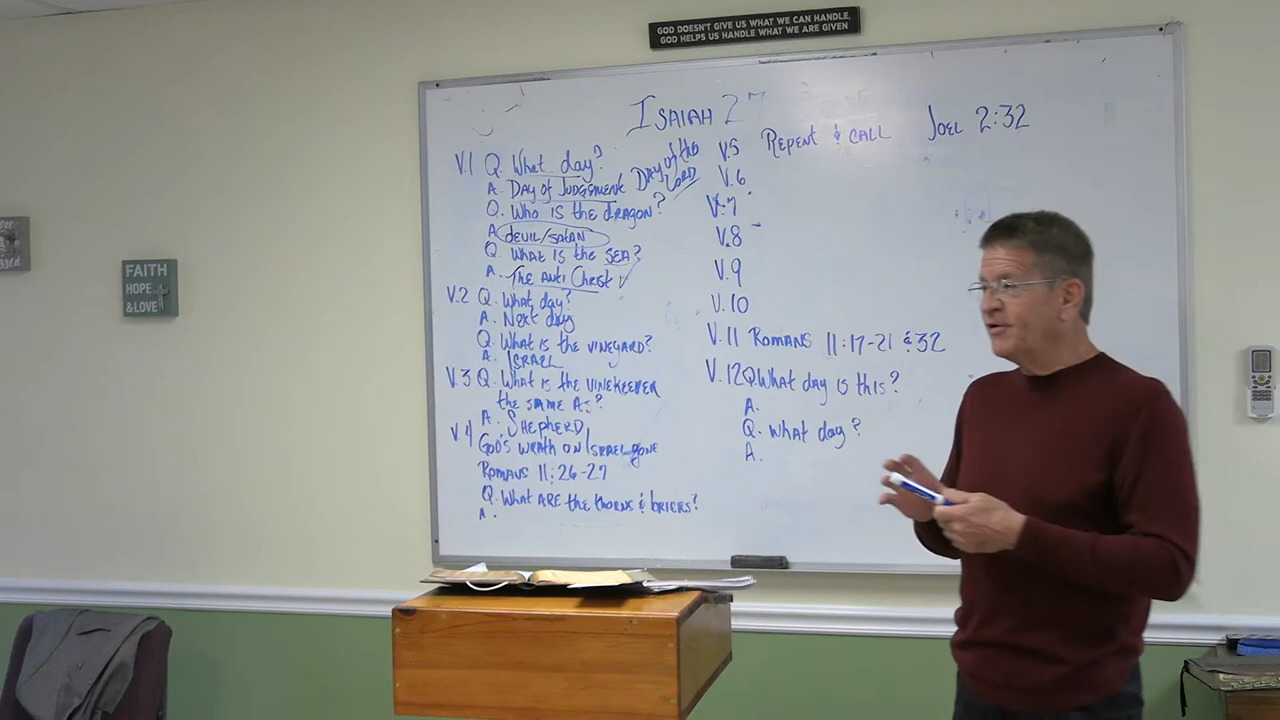 GOD DOESN'T GIVE US WHAT WE CAN HANDLE,
GOD HELPS US HANDLE WHAT WE ARE GIVEN
FAITH
HOPE
& LOVE
ISAIAH 27
V.1 Q. What day?
A. DAY OF JUDGEMENT DAY of the LORD
Q. Who is the dragon?
A. devil/satan
Q. What is the SEA?
A. The Anti Christ
V.2 Q. What day?
A. Next day
Q. What is the vineyard?
A. ISRAEL
V.3 Q. What is the vinekeeper
the same As?
A. Shepherd
V.4 God's wrath on Israel gone
Romans 11:26-27
Q. What are the thorns & briers?
A.
V.5 Repent & CALL Joel 2:32
V.6
V.7
V.8
V.9
V.10
V.11 Romans 11:17-21 & 32
V.12 Q What day is this?
A.
Q. What day?
A.